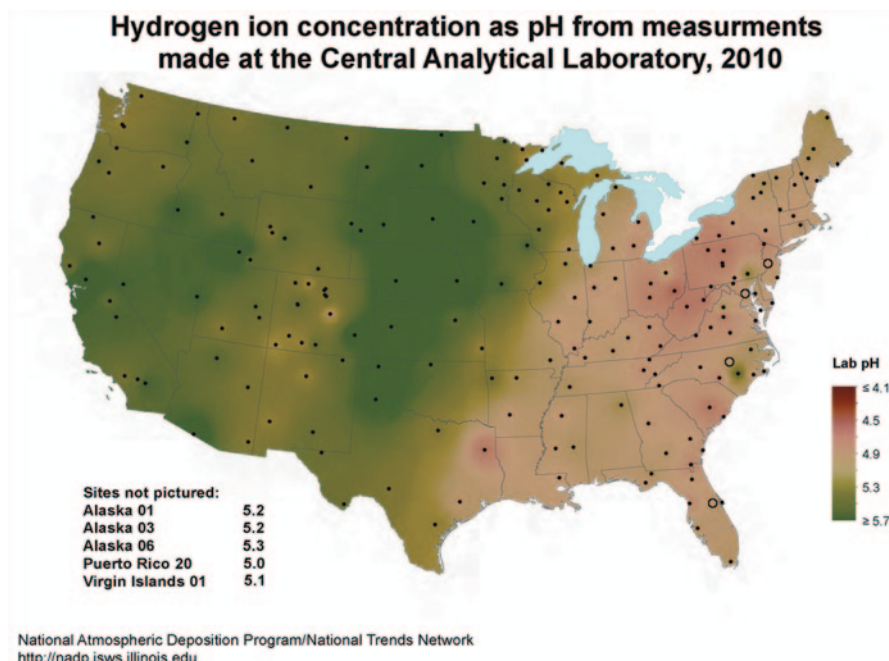 Hydrogen ion concentration as pH from measurments
made at the Central Analytical Laboratory, 2010
Lab pH
≤ 4.1
4.5
4.9
5.3
≥ 5.7
Sites not pictured:
Alaska 01 5.2
Alaska 03 5.2
Alaska 06 5.3
Puerto Rico 20 5.0
Virgin Islands 01 5.1
National Atmospheric Deposition Program/National Trends Network
http://nadp.isws.illinois.edu